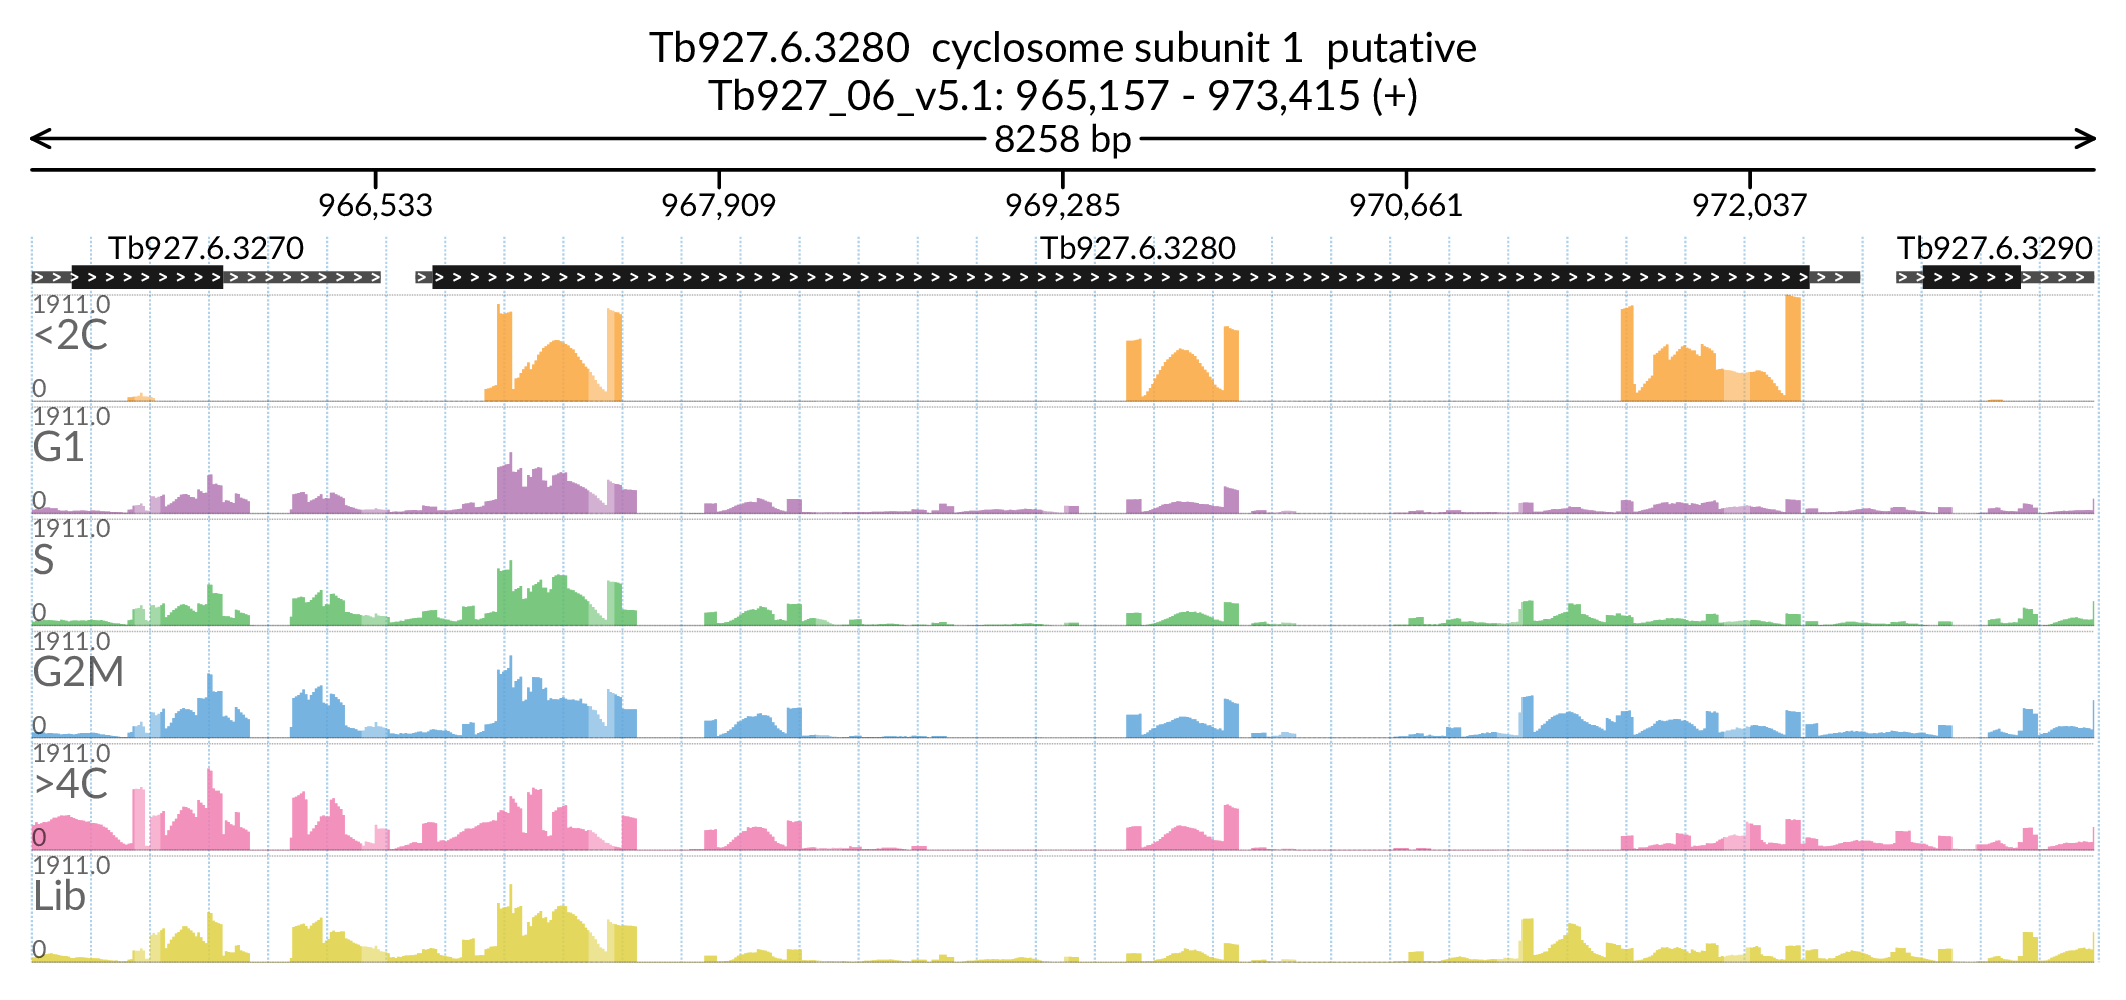 Tb927.6.3280  cyclosome subunit 1  putative
Tb927_06_v5.1: 965,157 - 973,415 (+)
8258 bp
966,533 967,909 969,285 970,661 972,037
Tb927.6.3270 Tb927.6.3280 Tb927.6.3290
1911.0
<2C
0
1911.0
G1
0
1911.0
S
0
1911.0
G2M
0
1911.0
>4C
0
1911.0
Lib
0